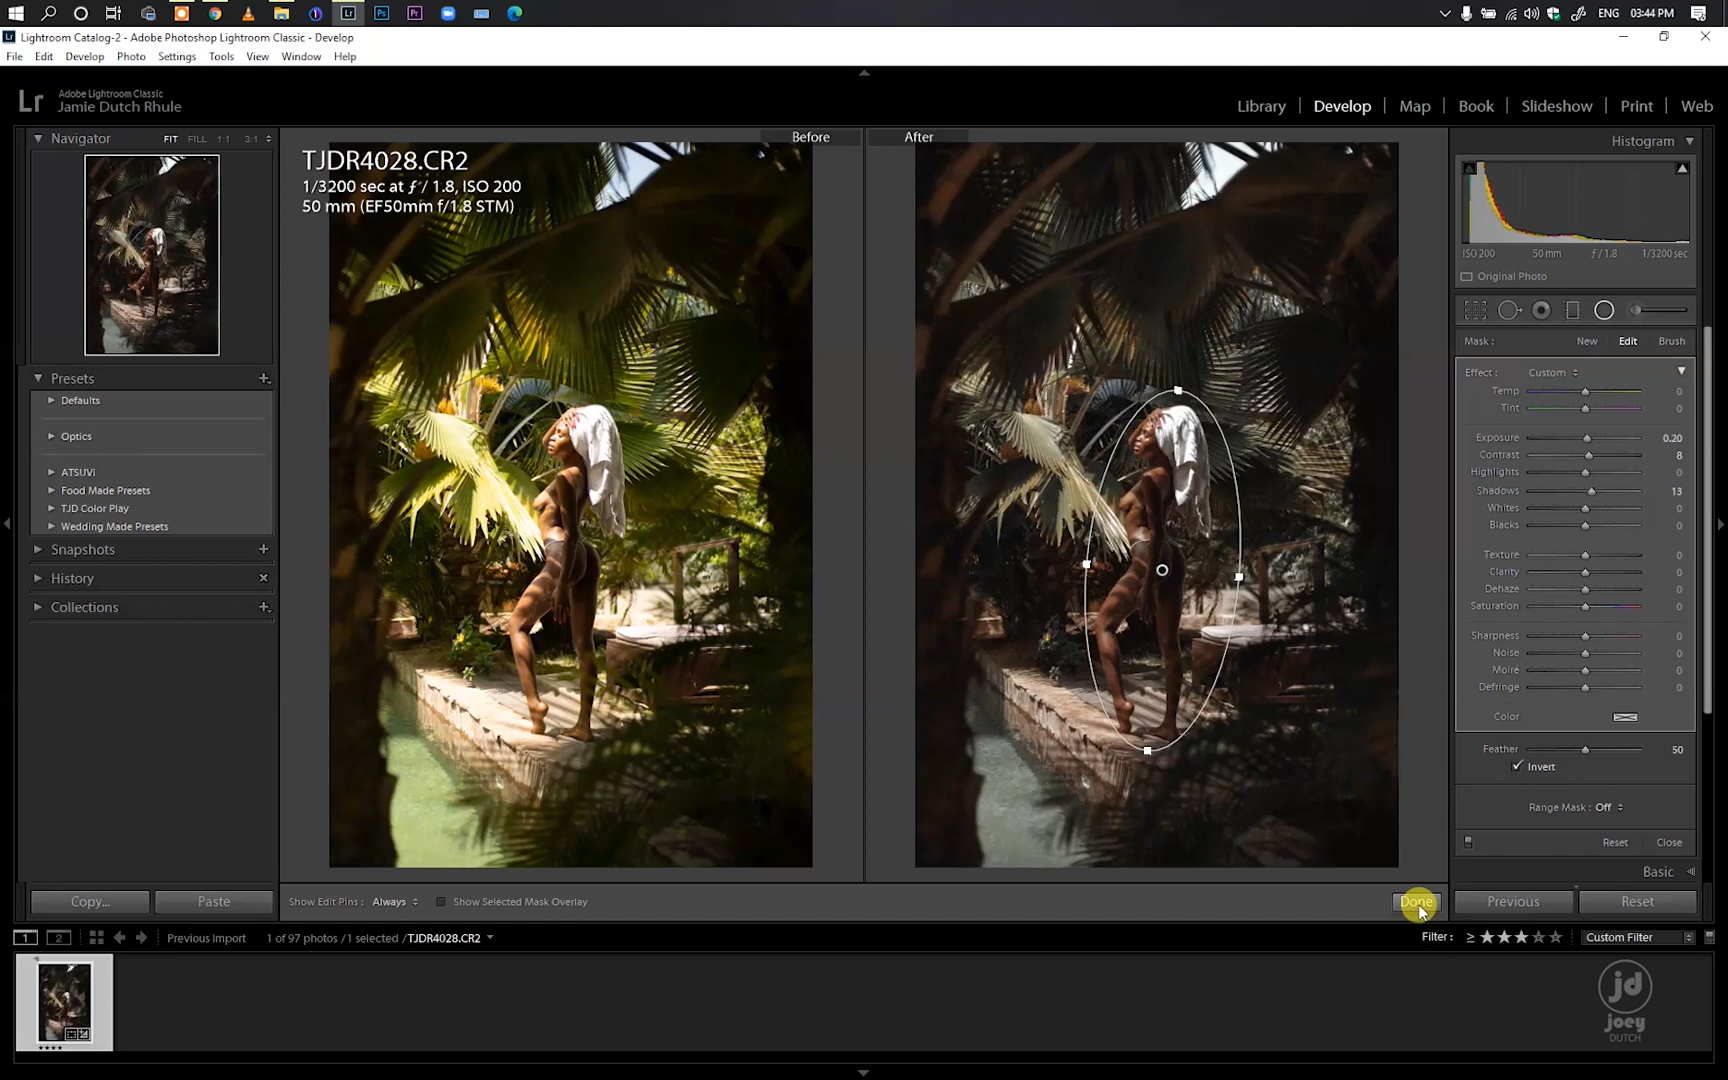 ENG 03:44 PM
Lr Lightroom Catalog-2 - Adobe Photoshop Lightroom Classic - Develop
File Edit Develop Photo Settings Tools View Window Help
Lr Adobe Lightroom Classic
Jamie Dutch Rhule
Library | Develop | Map | Book | Slideshow | Print | Web
Navigator FIT FILL 1:1 3:1
Before After
Histogram
TJDR4028.CR2
1/3200 sec at ƒ / 1.8, ISO 200
50 mm (EF50mm f/1.8 STM)
ISO 200 50 mm ƒ / 1.8 1/3200 sec
Original Photo
Mask : New Edit Brush
Effect : Custom
Temp 0
Tint 0
Exposure 0.20
Contrast 8
Highlights 0
Shadows 13
Whites 0
Blacks 0
Texture 0
Clarity 0
Dehaze 0
Saturation 0
Sharpness 0
Noise 0
Moiré 0
Defringe 0
Color
Feather 50
Invert
Range Mask : Off
Reset Close
Basic
Presets
Defaults
Optics
ATSUVi
Food Made Presets
TJD Color Play
Wedding Made Presets
Snapshots
History
Collections
Copy... Paste
Show Edit Pins : Always Show Selected Mask Overlay
Done
Previous Reset
1 2 Previous Import 1 of 97 photos / 1 selected / TJDR4028.CR2
Filter : ≥ ★★★☆☆ Custom Filter
jd
joey
DUTCH